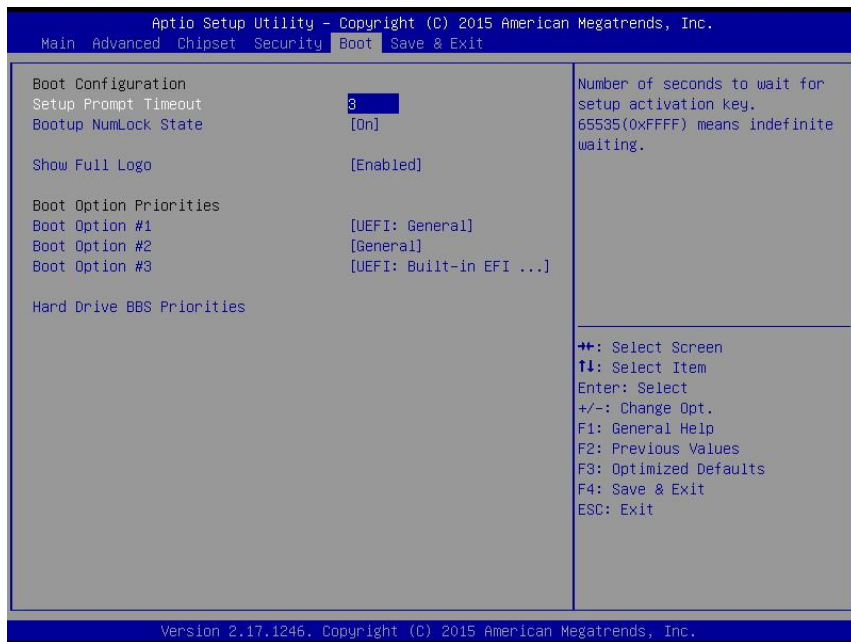 Aptio Setup Utility – Copyright (C) 2015 American Megatrends, Inc.
Main Advanced Chipset Security Boot Save & Exit
Boot Configuration
Setup Prompt Timeout 3
Bootup NumLock State [On]
Show Full Logo [Enabled]
Boot Option Priorities
Boot Option #1 [UEFI: General]
Boot Option #2 [General]
Boot Option #3 [UEFI: Built-in EFI ...]
Hard Drive BBS Priorities
Number of seconds to wait for
setup activation key.
65535(0xFFFF) means indefinite
waiting.
→←: Select Screen
↑↓: Select Item
Enter: Select
+/-: Change Opt.
F1: General Help
F2: Previous Values
F3: Optimized Defaults
F4: Save & Exit
ESC: Exit
Version 2.17.1246. Copyright (C) 2015 American Megatrends, Inc.